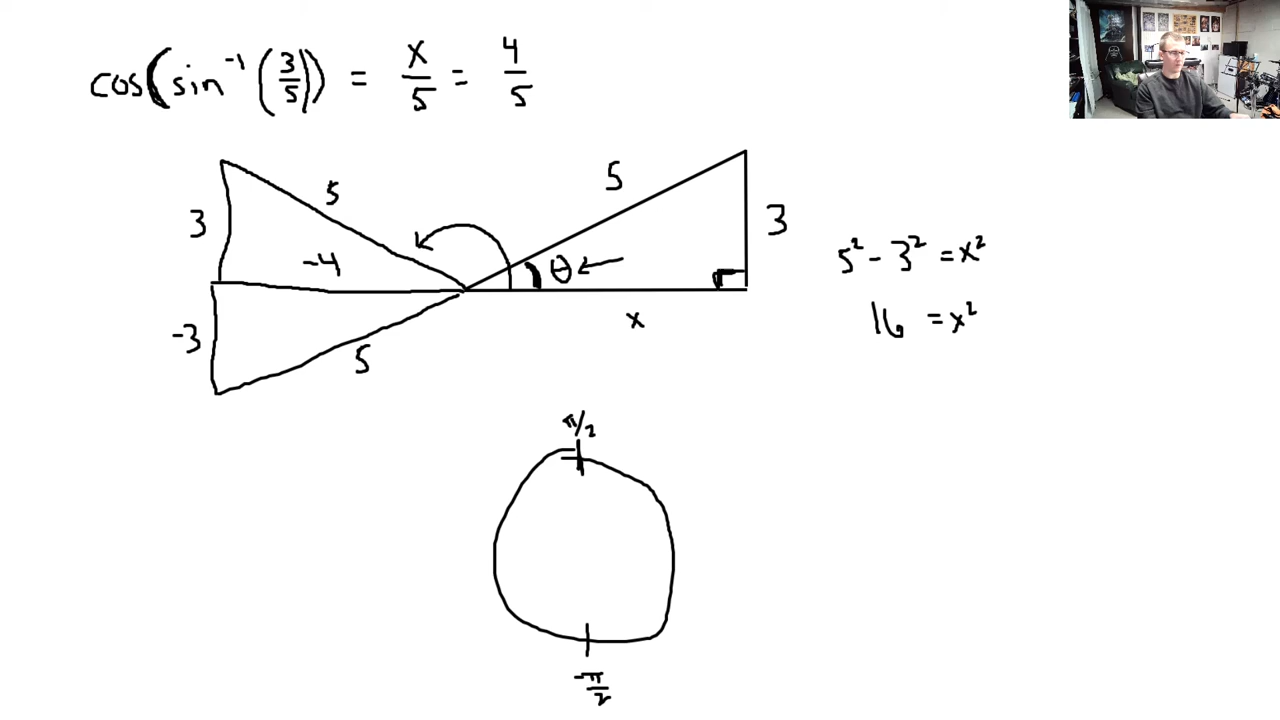 cos(sin⁻¹(3/5)) = x/5 = 4/5
5
5
3
3
-4
θ
5² - 3² = x²
x
16 = x²
-3
5
π/2
-π/2